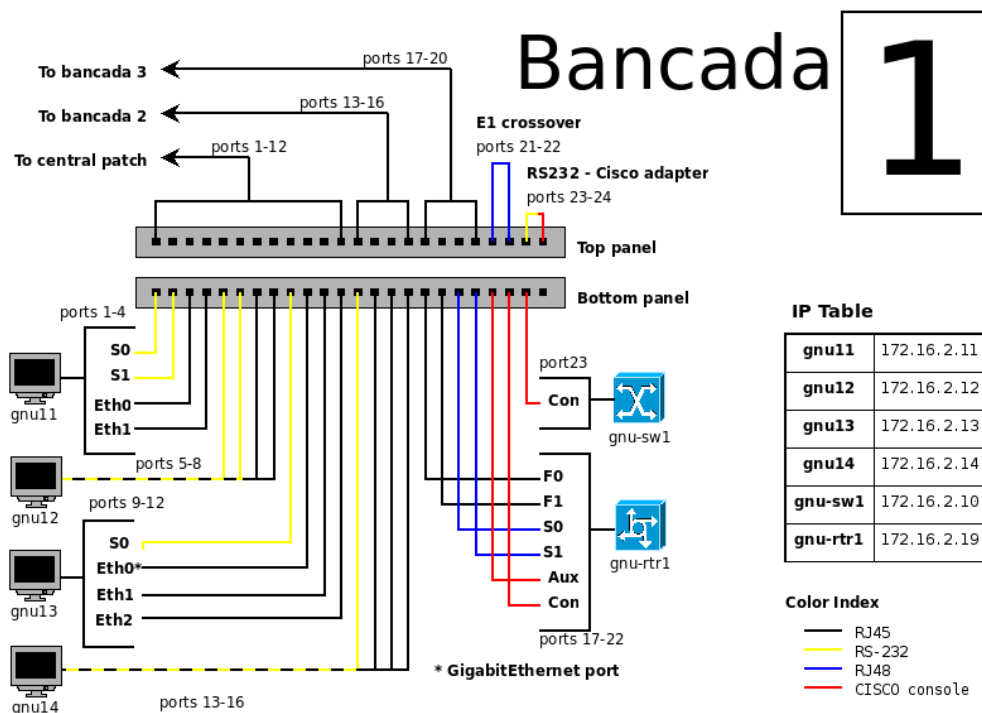 Bancada 1
ports 17-20
To bancada 3
ports 13-16
To bancada 2
E1 crossover
ports 1-12
ports 21-22
To central patch
RS232 - Cisco adapter
ports 23-24
Top panel
Bottom panel
ports 1-4
S0
S1
Eth0
Eth1
gnu11
ports 5-8
gnu12
ports 9-12
S0
Eth0*
Eth1
Eth2
gnu13
gnu14
ports 13-16
port23
Con
gnu-sw1
F0
F1
S0
S1
Aux
Con
gnu-rtr1
ports 17-22
* GigabitEthernet port
IP Table
gnu11 172.16.2.11
gnu12 172.16.2.12
gnu13 172.16.2.13
gnu14 172.16.2.14
gnu-sw1 172.16.2.10
gnu-rtr1 172.16.2.19
Color Index
RJ45
RS-232
RJ48
CISCO console